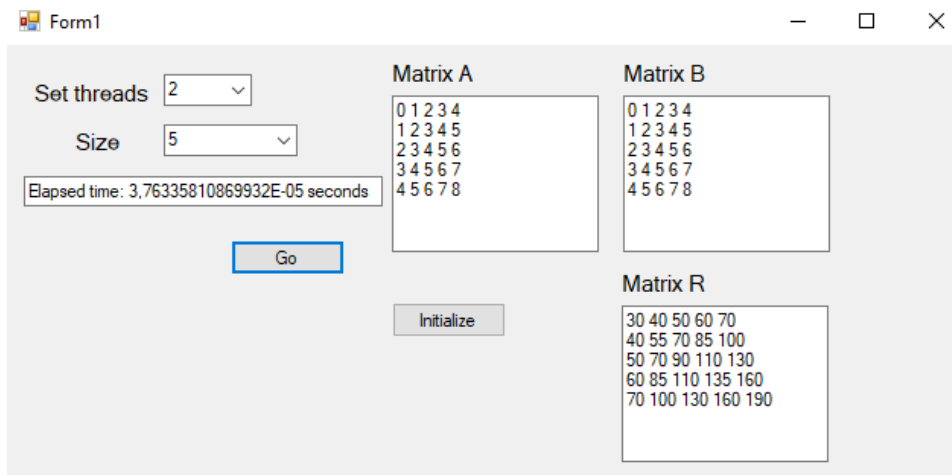 Form1
Set threads 2
Size 5
Elapsed time: 3,76335810869932E-05 seconds
Go
Matrix A
0 1 2 3 4
1 2 3 4 5
2 3 4 5 6
3 4 5 6 7
4 5 6 7 8
Initialize
Matrix B
0 1 2 3 4
1 2 3 4 5
2 3 4 5 6
3 4 5 6 7
4 5 6 7 8
Matrix R
30 40 50 60 70
40 55 70 85 100
50 70 90 110 130
60 85 110 135 160
70 100 130 160 190